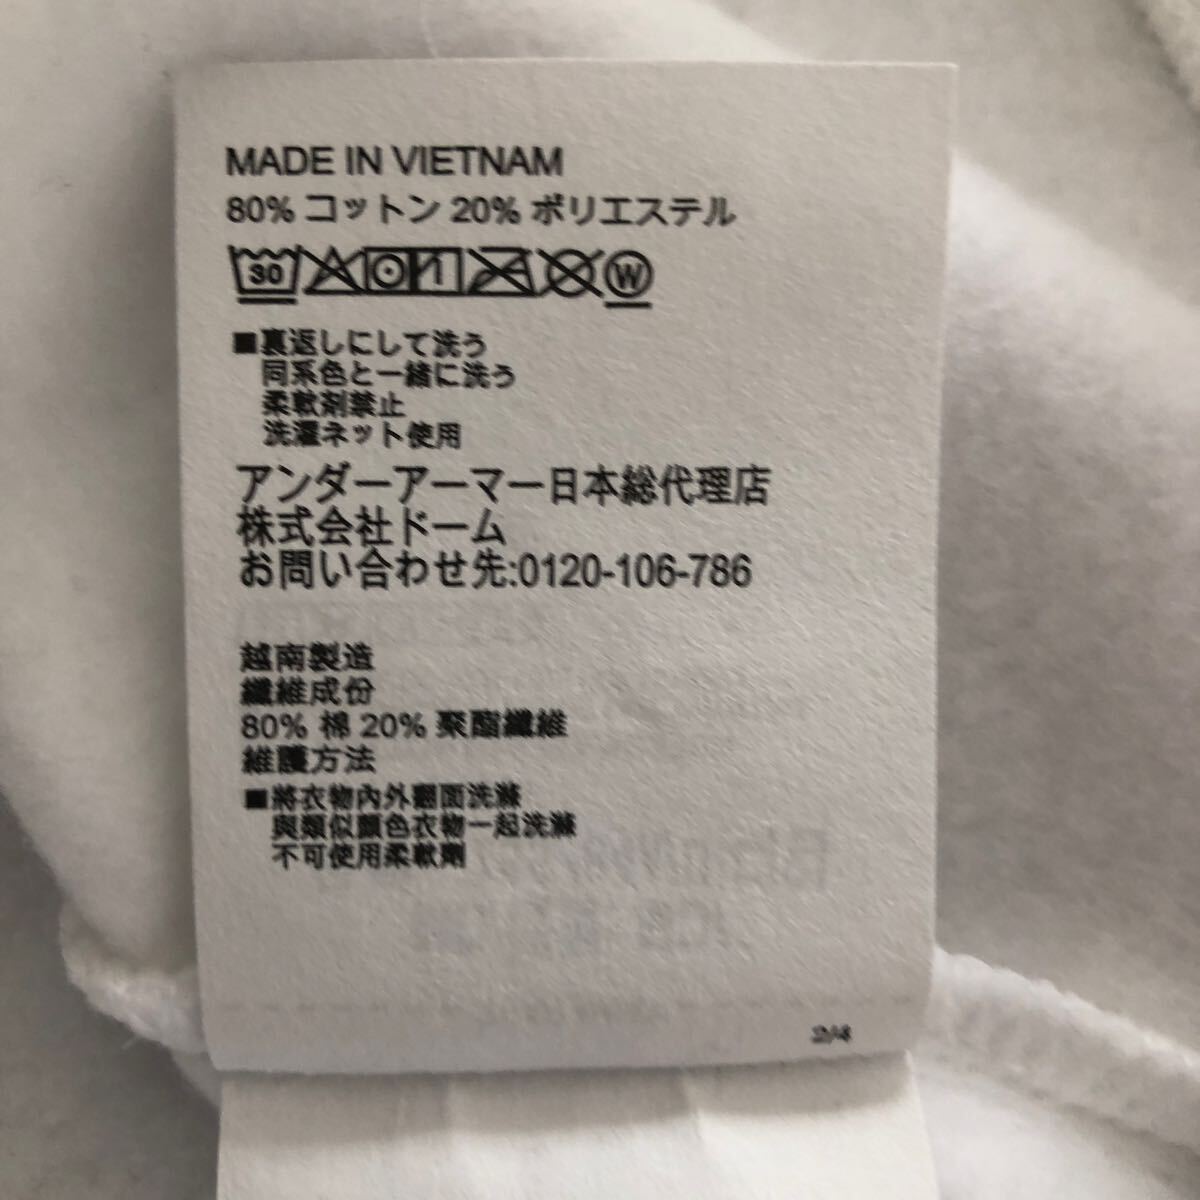 MADE IN VIETNAM
80% コットン 20% ポリエステル
30 W
■裏返しにして洗う
同系色と一緒に洗う
柔軟剤禁止
洗濯ネット使用
アンダーアーマー日本総代理店
株式会社ドーム
お問い合わせ先:0120-106-786
越南製造
纖維成份
80% 棉 20% 聚酯纖維
維護方法
■將衣物內外翻面洗滌
與類似顏色衣物一起洗滌
不可使用柔軟劑
2/4